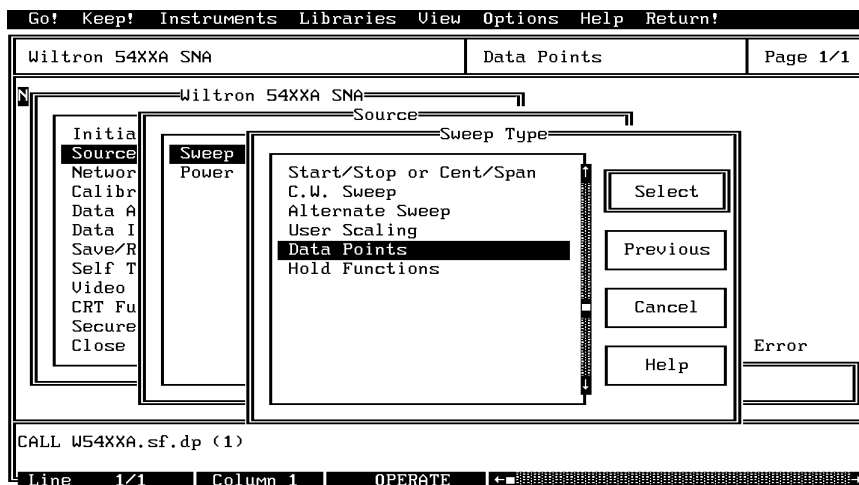 Go! Keep! Instruments Libraries View Options Help Return!
Wiltron 54XXA SNA Data Points Page 1/1
N
Wiltron 54XXA SNA
Source
Sweep Type
Initia
Source
Networ
Calibr
Data A
Data I
Save/R
Self T
Video
CRT Fu
Secure
Close
Sweep
Power
Start/Stop or Cent/Span
C.W. Sweep
Alternate Sweep
User Scaling
Data Points
Hold Functions
Select
Previous
Cancel
Help
Error
CALL W54XXA.sf.dp (1)
Line 1/1 Column 1 OPERATE